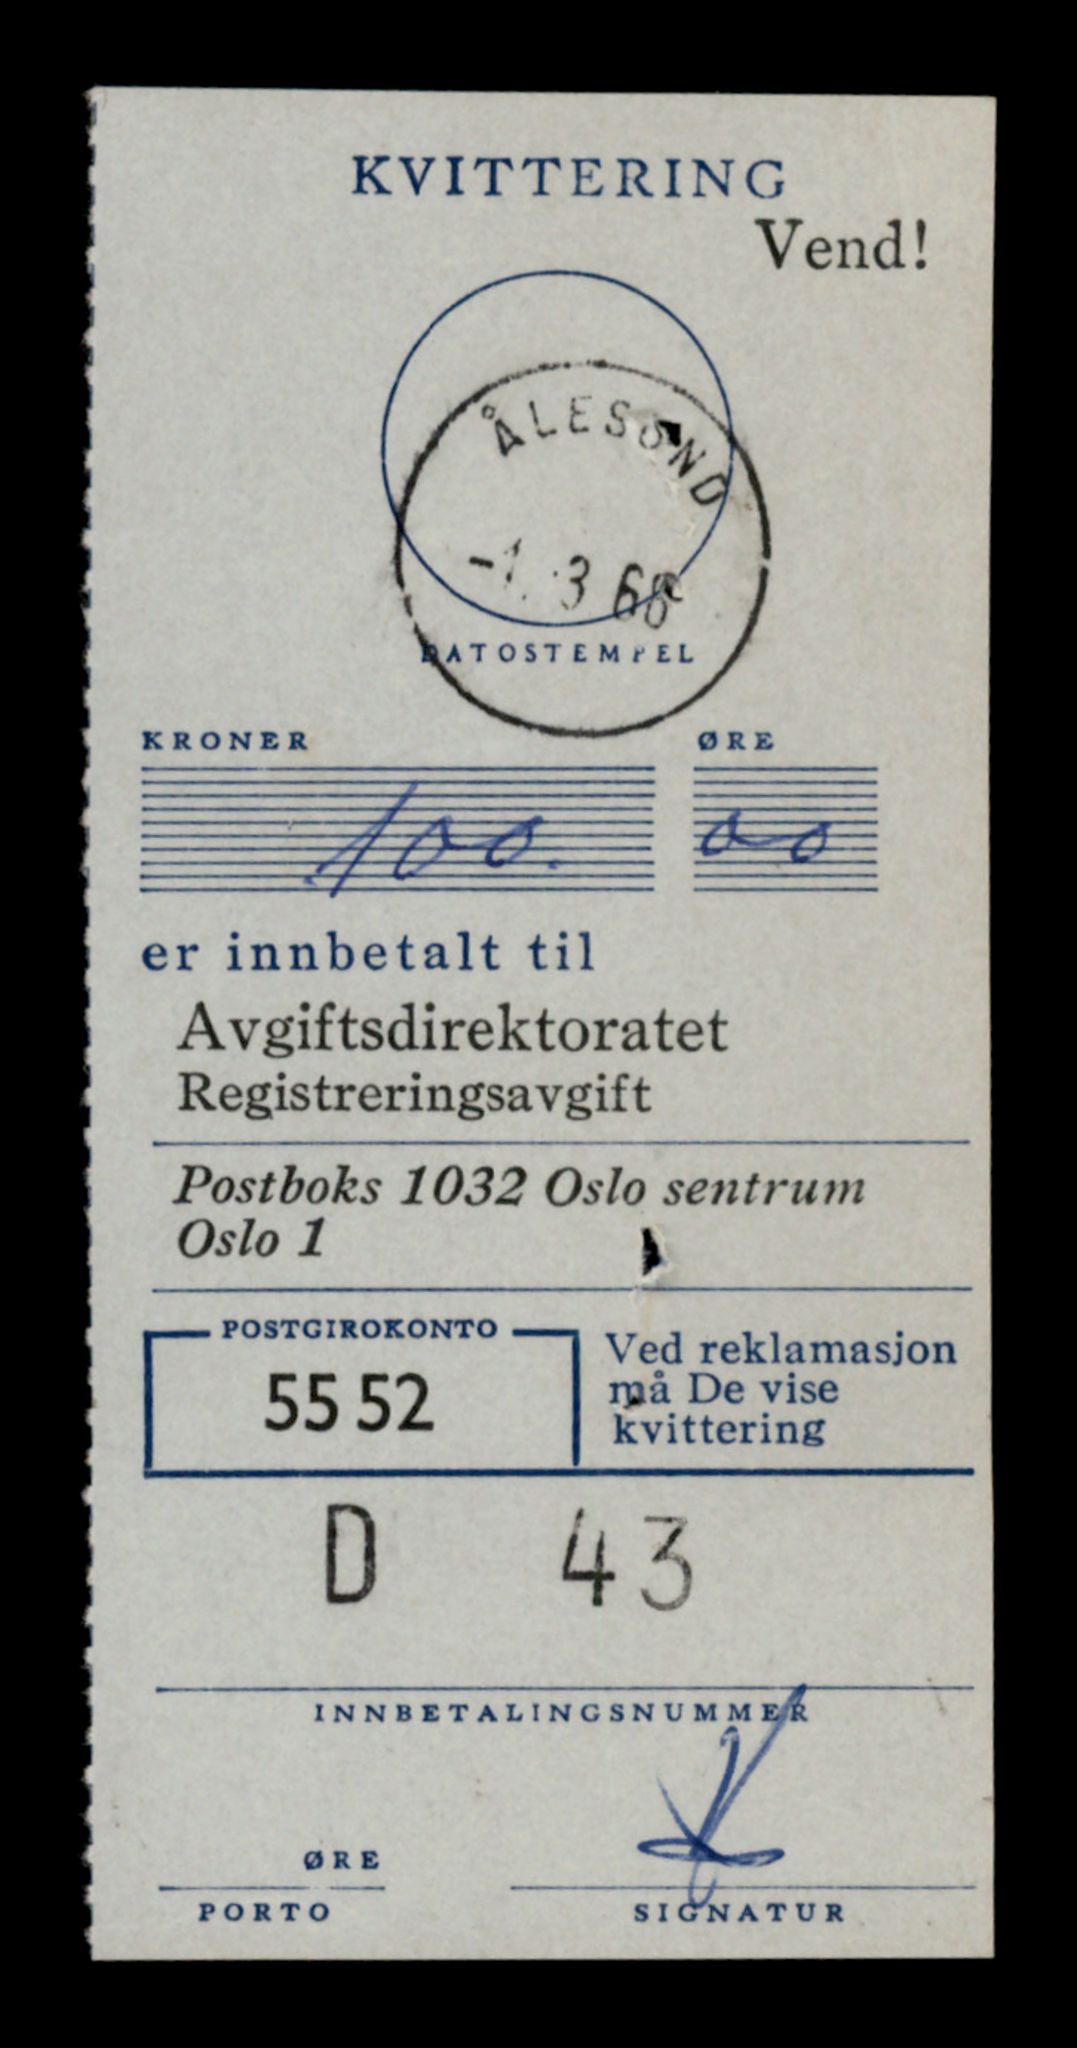 KVITTERING
Vend!
ÅLESUND
-1. 3 68
DATOSTEMPEL
KRONER ØRE
100. 00
er innbetalt til
Avgiftsdirektoratet
Registreringsavgift
Postboks 1032 Oslo sentrum
Oslo 1
POSTGIROKONTO
55 52
Ved reklamasjon
må De vise
kvittering
D 43
INNBETALINGSNUMMER
ØRE
PORTO SIGNATUR